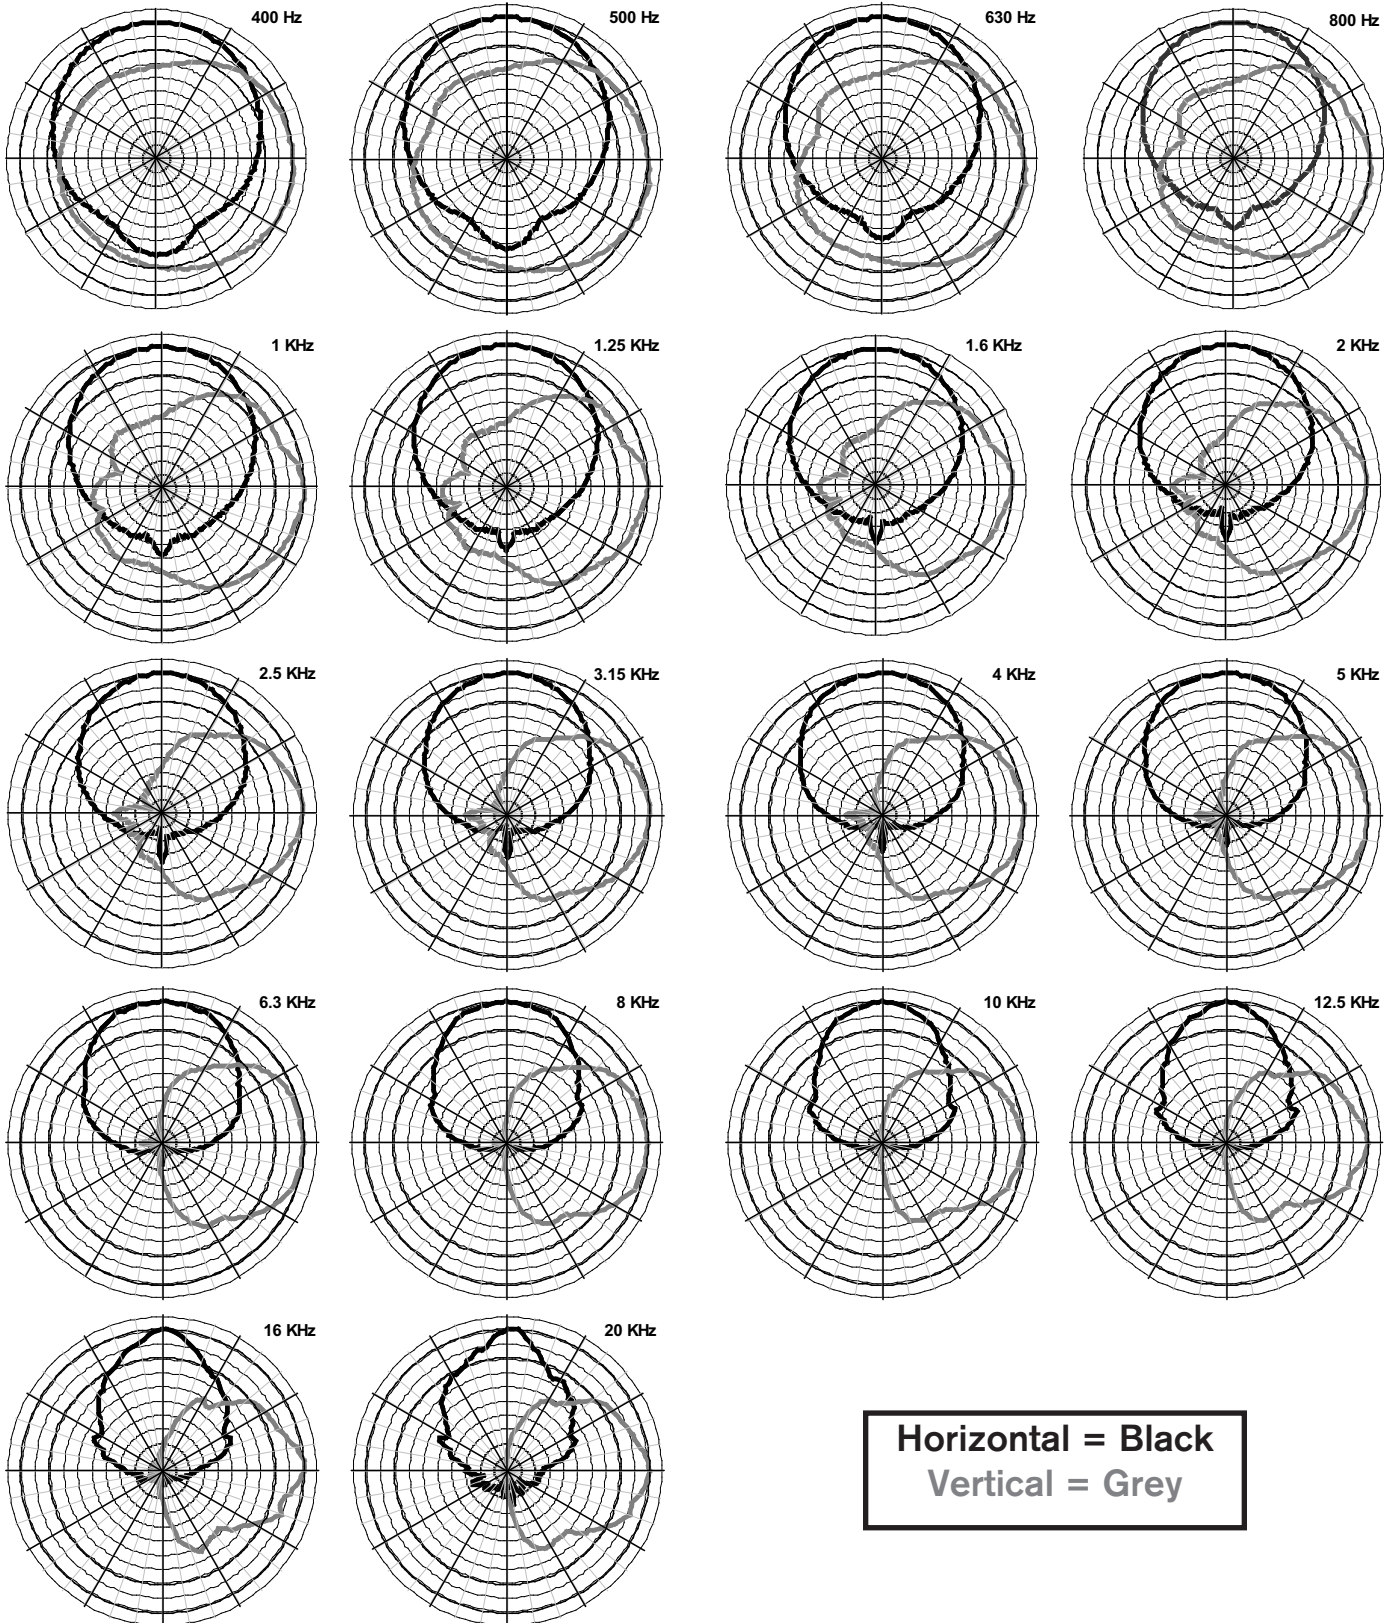 400 Hz
500 Hz
630 Hz
800 Hz
1 KHz
1.25 KHz
1.6 KHz
2 KHz
2.5 KHz
3.15 KHz
4 KHz
5 KHz
6.3 KHz
8 KHz
10 KHz
12.5 KHz
16 KHz
20 KHz
Horizontal = Black
Vertical = Grey